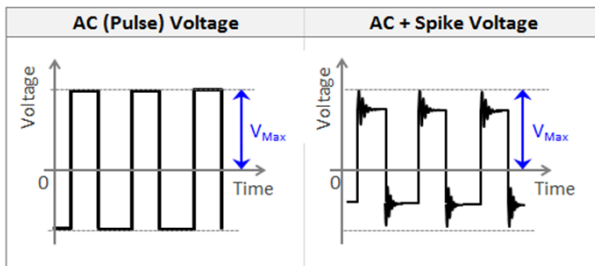 AC (Pulse) Voltage
AC + Spike Voltage
Voltage
VMax
0
Time
Voltage
VMax
0
Time